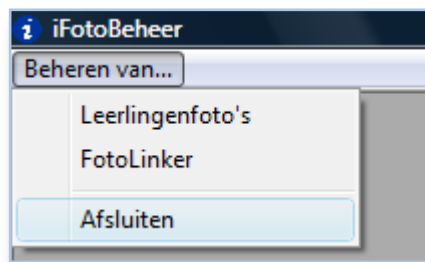 iFotoBeheer
Beheren van...
Leerlingenfoto's
FotoLinker
Afsluiten